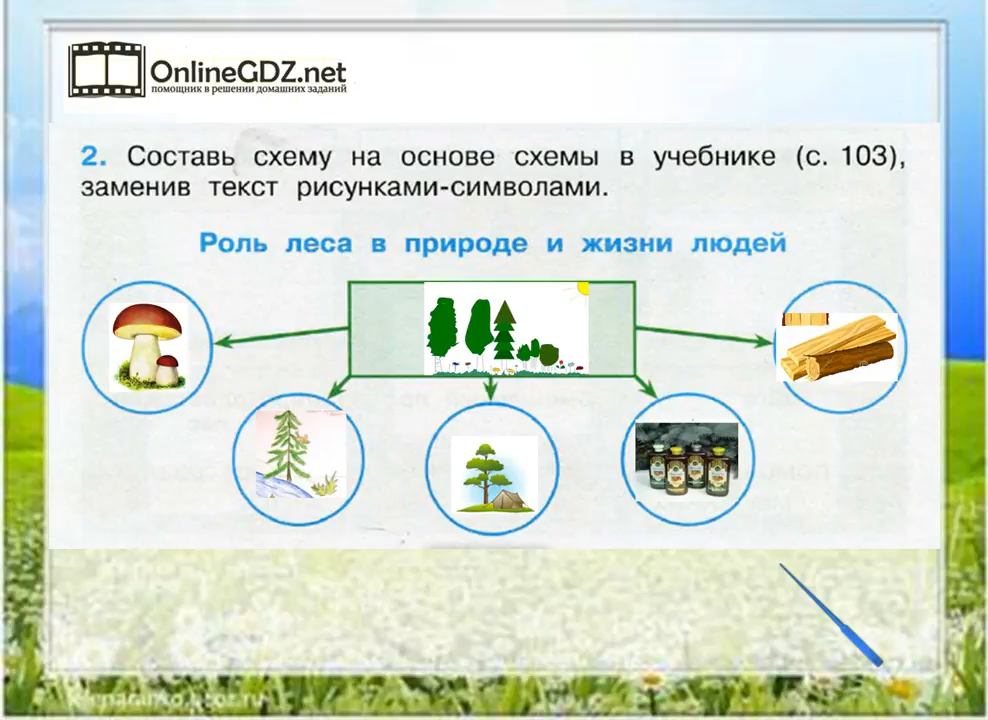 OnlineGDZ.net
помощник в решении домашних заданий
2. Составь схему на основе схемы в учебнике (с. 103),
заменив текст рисунками-символами.
Роль леса в природе и жизни людей